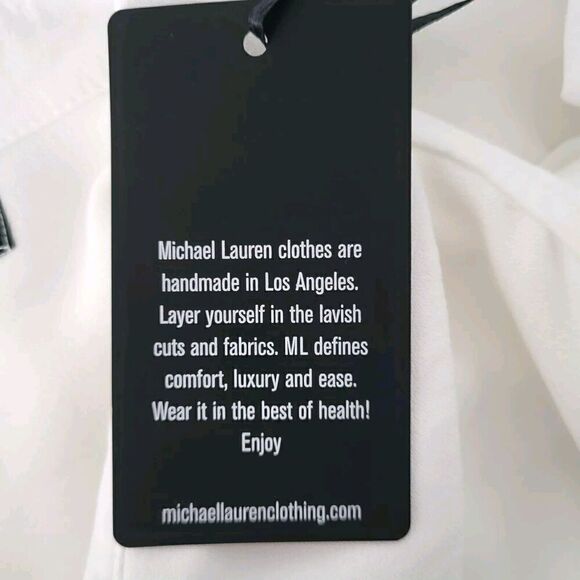 Michael Lauren clothes are
handmade in Los Angeles.
Layer yourself in the lavish
cuts and fabrics. ML defines
comfort, luxury and ease.
Wear it in the best of health!
Enjoy
michaellaurenclothing.com